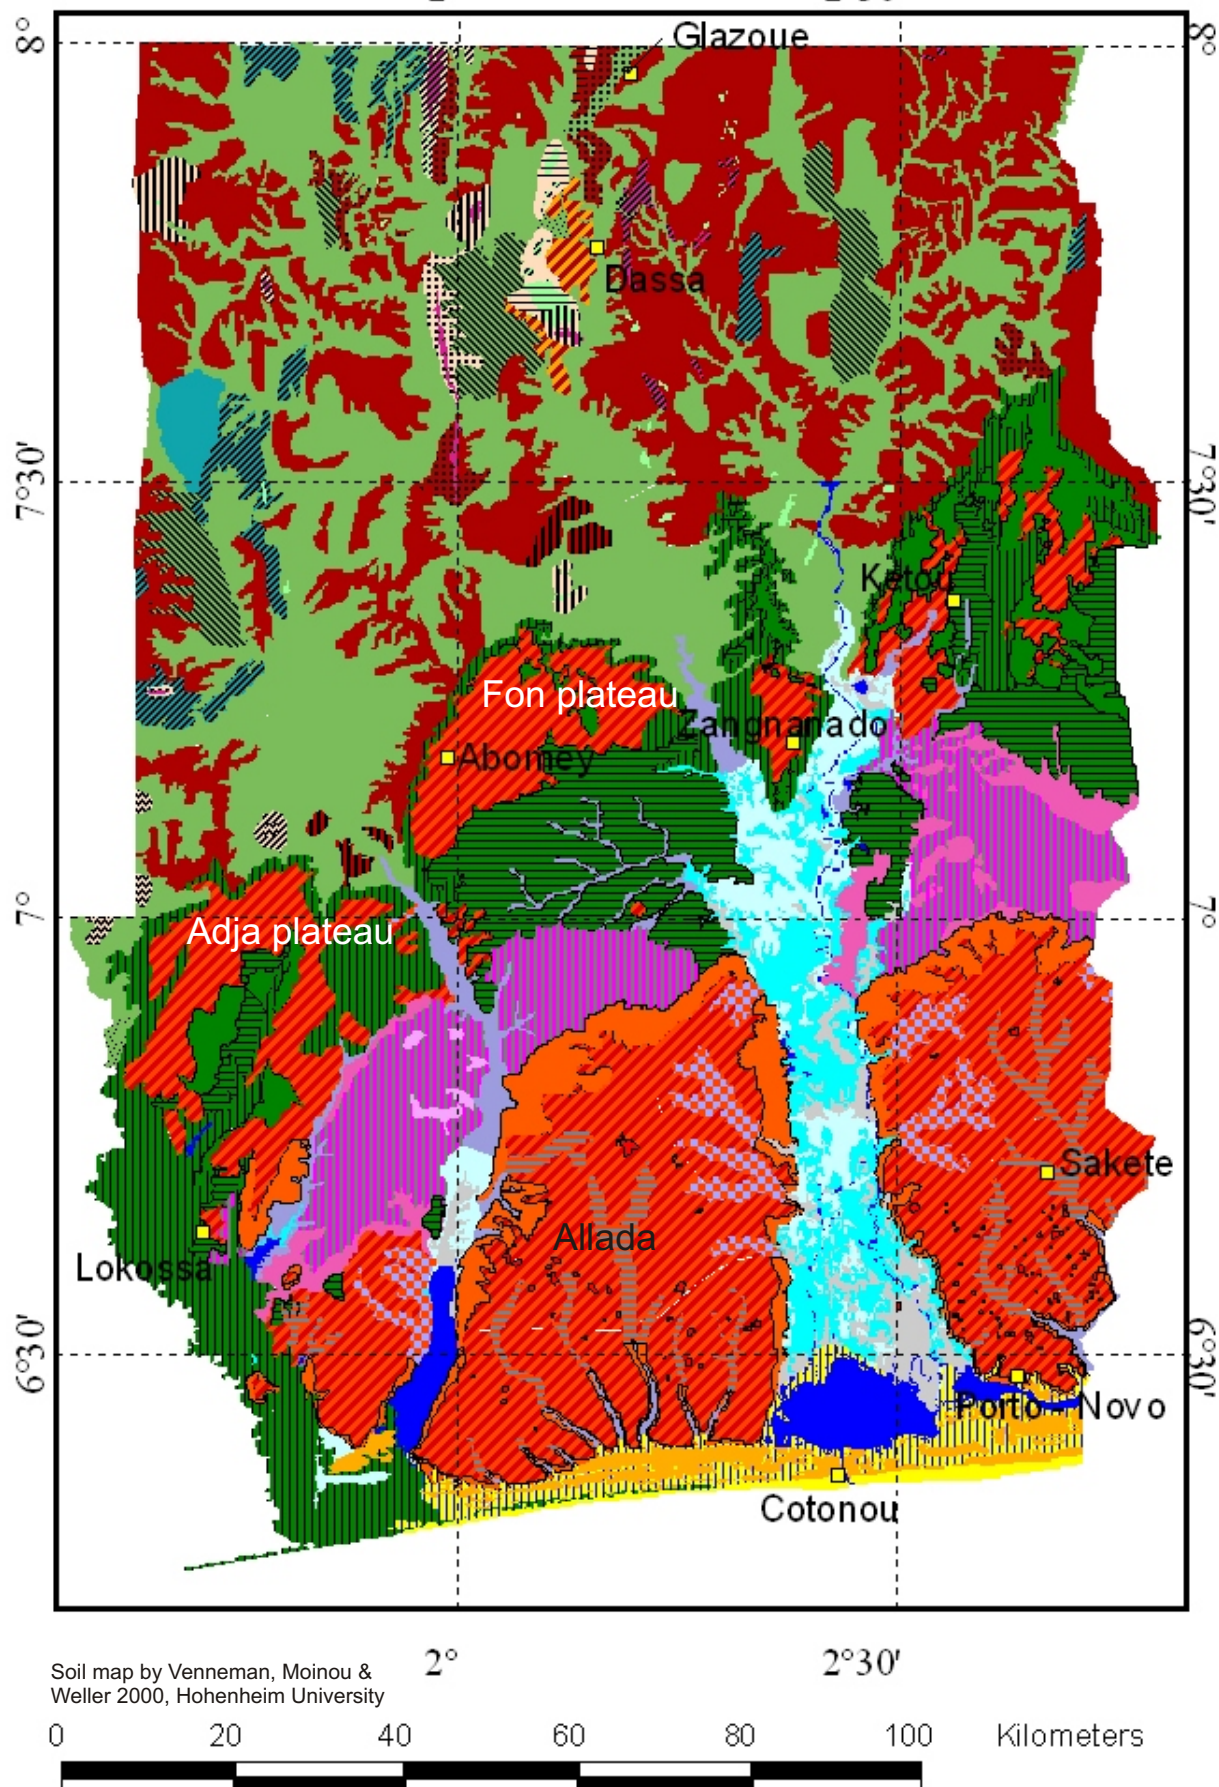 Glazoue
8°
8°
Dassa
7°30'
7°30'
Ketou
Fon plateau
Zangnanado
Abomey
7°
7°
Adja plateau
Sakete
Allada
Lokossa
6°30'
6°30'
Porto - Novo
Cotonou
Soil map by Venneman, Moinou &
Weller 2000, Hohenheim University
2°
2°30'
0 20 40 60 80 100 Kilometers